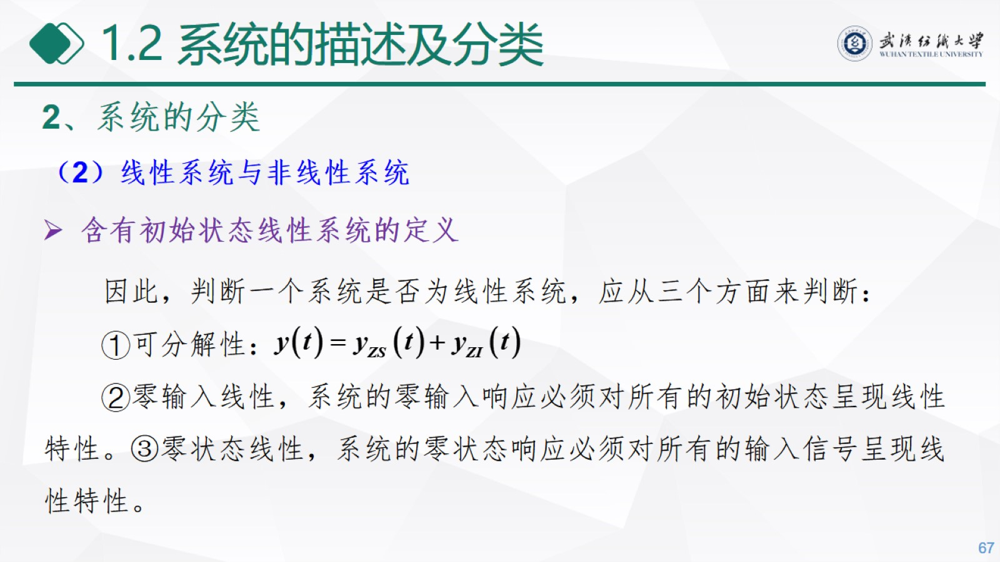 1.2 系统的描述及分类
武汉纺织大学
WUHAN TEXTILE UNIVERSITY
2、系统的分类
（2）线性系统与非线性系统
➢ 含有初始状态线性系统的定义
因此，判断一个系统是否为线性系统，应从三个方面来判断：
①可分解性：y(t) = y_{ZS}(t) + y_{ZI}(t)
②零输入线性，系统的零输入响应必须对所有的初始状态呈现线性
特性。③零状态线性，系统的零状态响应必须对所有的输入信号呈现线
性特性。
67